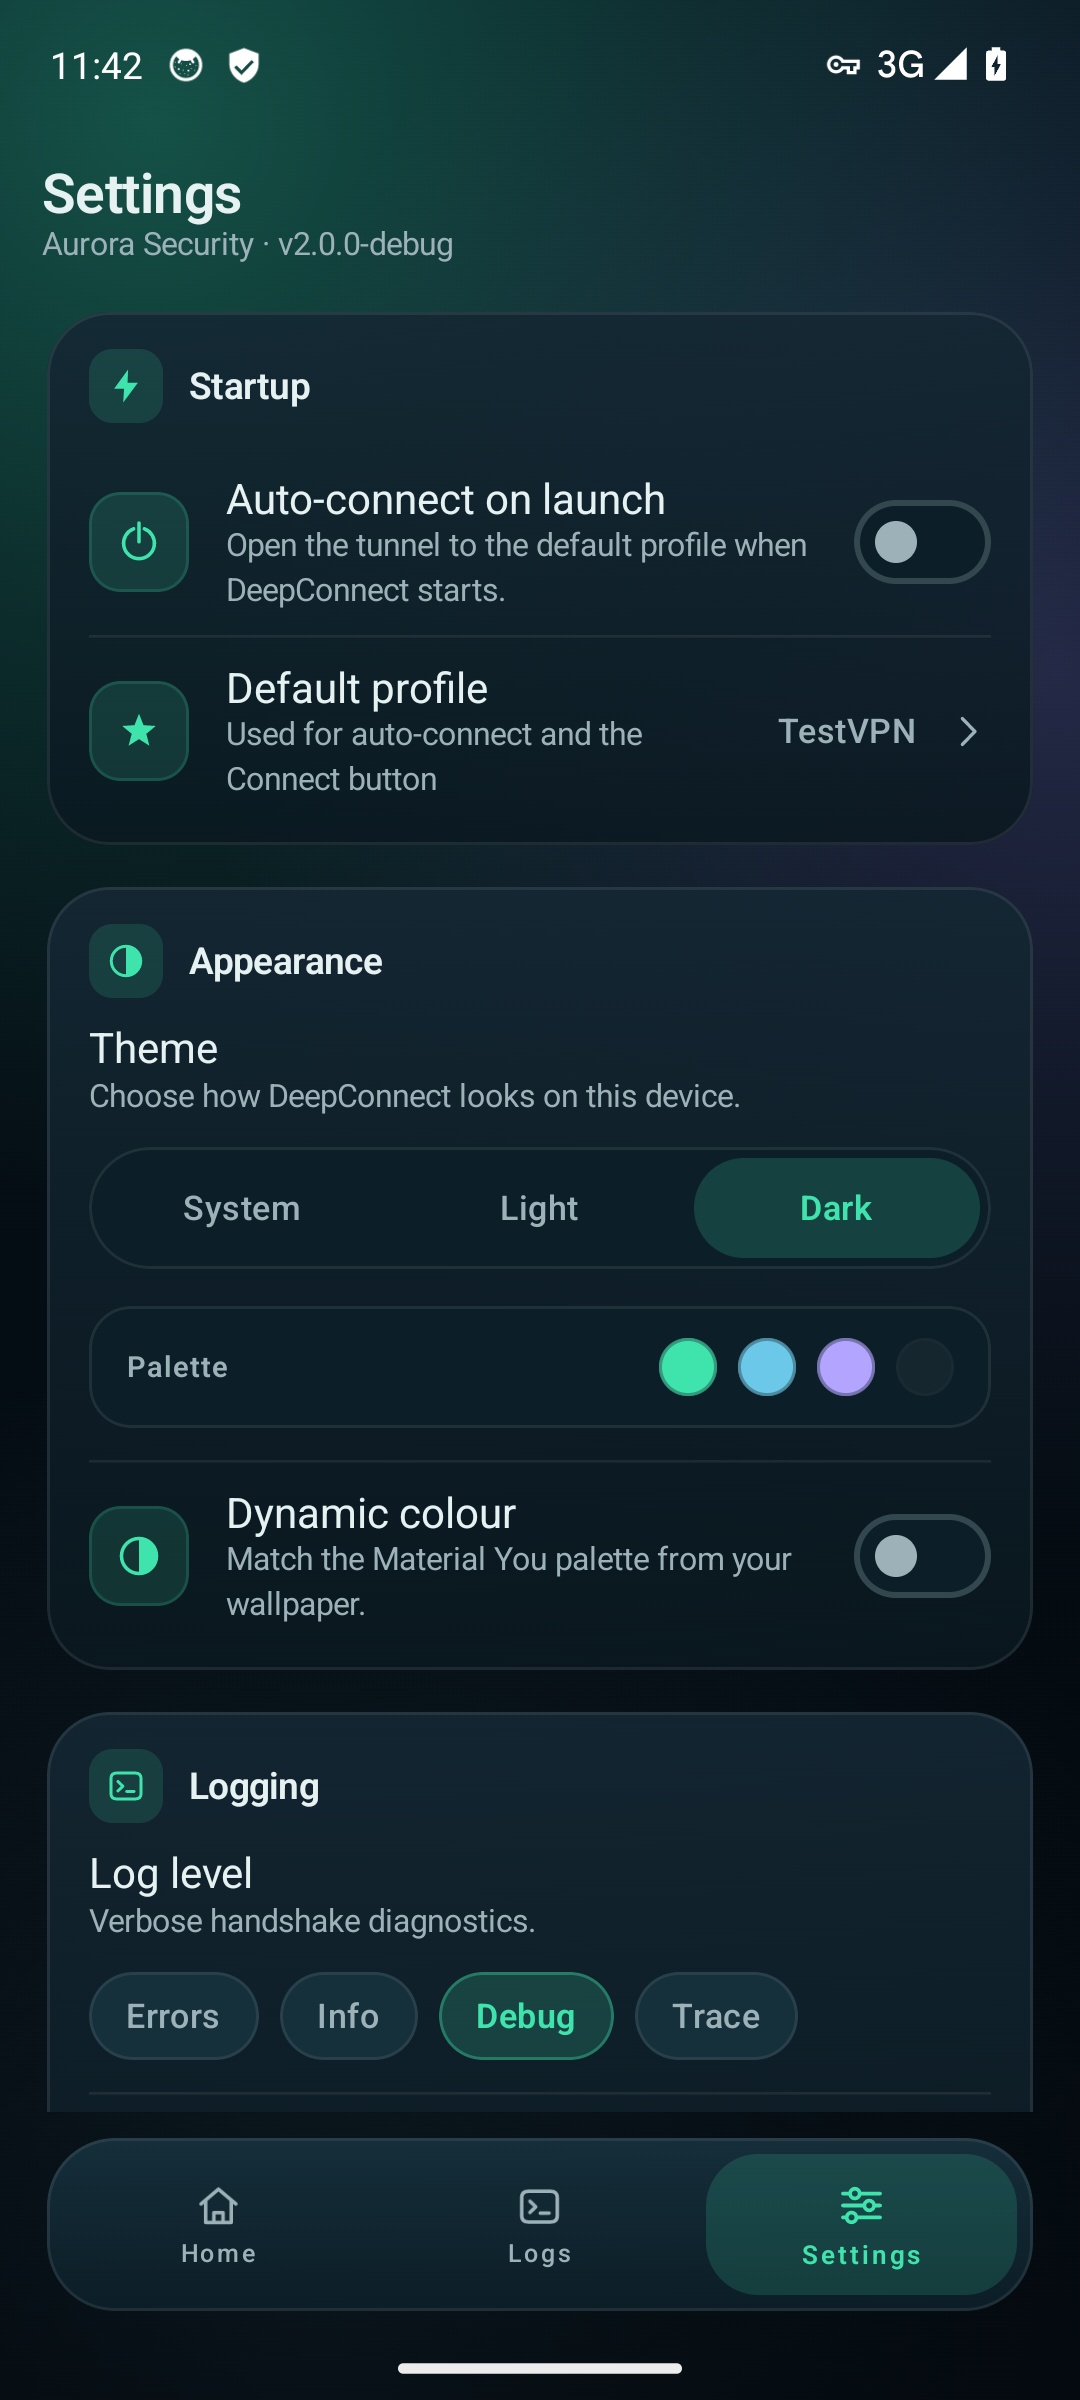 11:42
3G
Settings
Aurora Security · v2.0.0-debug
Startup
Auto-connect on launch
Open the tunnel to the default profile when
DeepConnect starts.
Default profile
Used for auto-connect and the
Connect button
TestVPN
Appearance
Theme
Choose how DeepConnect looks on this device.
System
Light
Dark
Palette
Dynamic colour
Match the Material You palette from your
wallpaper.
Logging
Log level
Verbose handshake diagnostics.
Errors
Info
Debug
Trace
Home
Logs
Settings